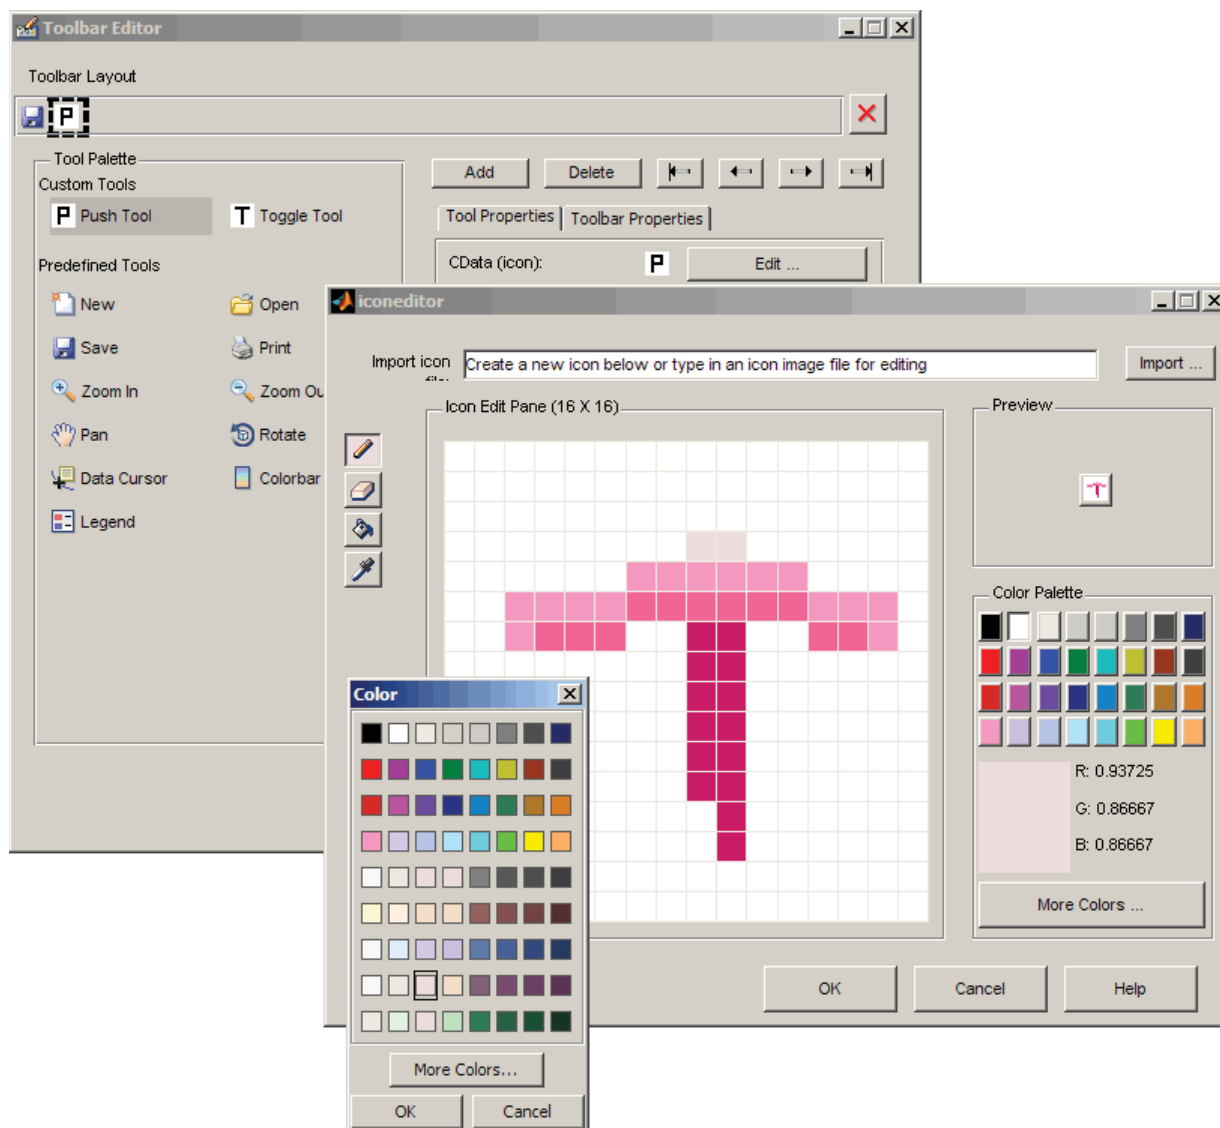 Toolbar Editor
Toolbar Layout
P
Tool Palette
Custom Tools
P Push Tool
T Toggle Tool
Predefined Tools
New
Open
Save
Print
Zoom In
Zoom Ou
Pan
Rotate
Data Cursor
Colorbar
Legend
Add
Delete
Tool Properties
Toolbar Properties
CData (icon):
P
Edit ...
iconeditor
Import icon
file:
Create a new icon below or type in an icon image file for editing
Import ...
Icon Edit Pane (16 X 16)
Preview
Color Palette
R: 0.93725
G: 0.86667
B: 0.86667
More Colors ...
OK
Cancel
Help
Color
More Colors...
OK
Cancel